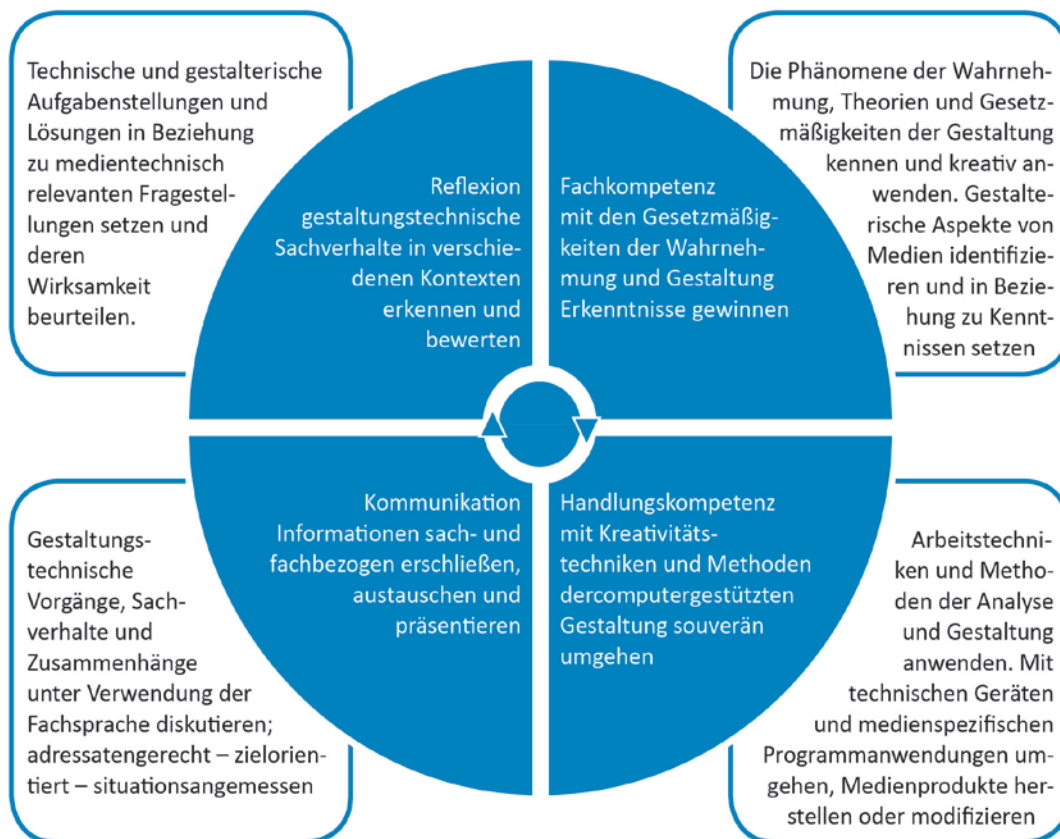 Technische und gestalterische
Aufgabenstellungen und
Lösungen in Beziehung
zu medientechnisch
relevanten Fragestel-
lungen setzen und
deren
Wirksamkeit
beurteilen.
Reflexion
gestaltungstechnische
Sachverhalte in verschie-
denen Kontexten
erkennen und
bewerten
Fachkompetenz
mit den Gesetzmäßig-
keiten der Wahrneh-
mung und Gestaltung
Erkenntnisse gewinnen
Die Phänomene der Wahrneh-
mung, Theorien und Gesetz-
mäßigkeiten der Gestaltung
kennen und kreativ an-
wenden. Gestalte-
rische Aspekte von
Medien identifizie-
ren und in Bezie-
hung zu Kennt-
nissen setzen
Gestaltungs-
technische
Vorgänge, Sach-
verhalte und
Zusammenhänge
unter Verwendung der
Fachsprache diskutieren;
adressatengerecht – zielorien-
tiert – situationsangemessen
Kommunikation
Informationen sach- und
fachbezogen erschließen,
austauschen und
präsentieren
Handlungskompetenz
mit Kreativitäts-
techniken und Methoden
dercomputergestützten
Gestaltung souverän
umgehen
Arbeitstechni-
ken und Metho-
den der Analyse
und Gestaltung
anwenden. Mit
technischen Geräten
und medienspezifischen
Programmanwendungen um-
gehen, Medienprodukte her-
stellen oder modifizieren